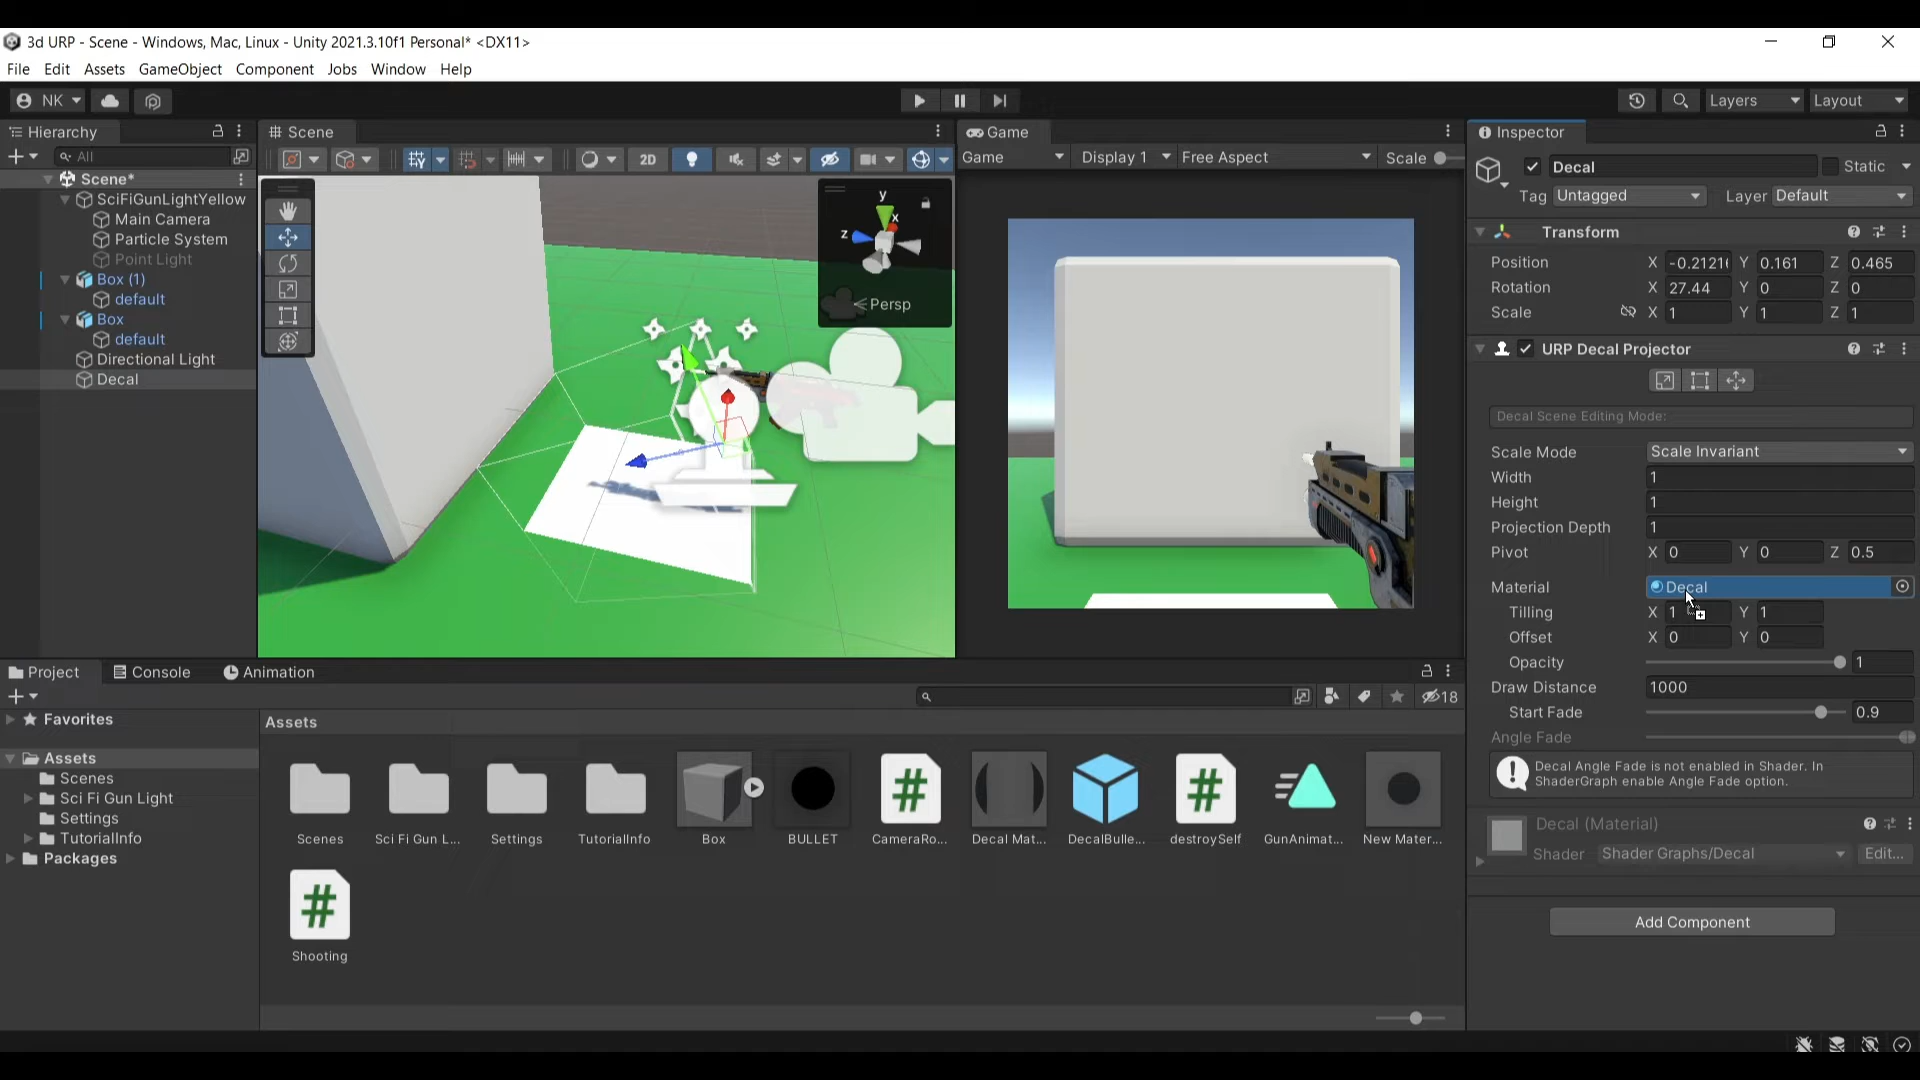 3d URP - Scene - Windows, Mac, Linux - Unity 2021.3.10f1 Personal* <DX11>
File Edit Assets GameObject Component Jobs Window Help
NK Layers Layout
Hierarchy
All
Scene*
SciFiGunLightYellow
Main Camera
Particle System
Point Light
Box (1)
default
Box
default
Directional Light
Decal
Scene
2D
y
x
z
Persp
Game
Game Display 1 Free Aspect Scale
Inspector
Decal Static
Tag Untagged Layer Default
Transform
Position X -0.2121 Y 0.161 Z 0.465
Rotation X 27.44 Y 0 Z 0
Scale X 1 Y 1 Z 1
URP Decal Projector
Decal Scene Editing Mode:
Scale Mode Scale Invariant
Width 1
Height 1
Projection Depth 1
Pivot X 0 Y 0 Z 0.5
Material Decal
Tilling X 1 Y 1
Offset X 0 Y 0
Opacity 1
Draw Distance 1000
Start Fade 0.9
Angle Fade
Decal Angle Fade is not enabled in Shader. In
ShaderGraph enable Angle Fade option.
Decal (Material)
Shader Shader Graphs/Decal Edit...
Add Component
Project Console Animation
18
Favorites
Assets
Scenes
Sci Fi Gun Light
Settings
TutorialInfo
Packages
Assets
Scenes Sci Fi Gun L... Settings TutorialInfo Box BULLET CameraRo... Decal Mat... DecalBulle... destroySelf GunAnimat... New Mater...
Shooting